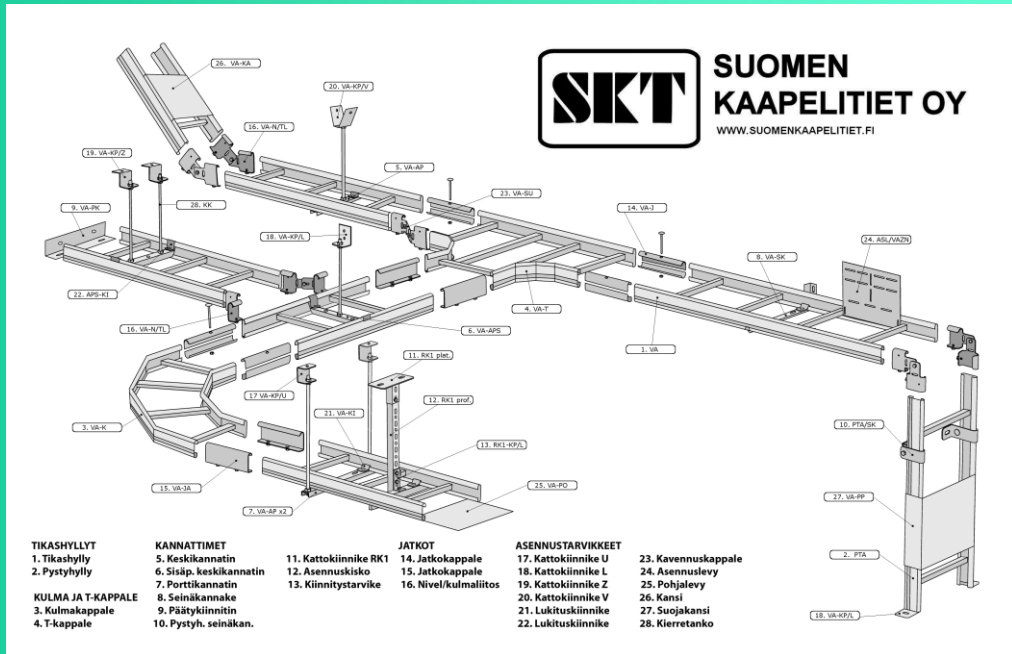 SKT
SUOMEN
KAAPELITIET OY
WWW.SUOMENKAAPELITIET.FI
26. VA-KA
20. VA-KP/V
16. VA-N/TL
19. VA-KP/Z
5. VA-AP
23. VA-SU
28. KK
9. VA-PK
14. VA-J
18. VA-KP/L
24. ASL/VAZN
8. VA-SK
22. APS-KI
4. VA-T
16. VA-N/TL
6. VA-APS
1. VA
11. RK1 plat.
17 VA-KP/U
12. RK1 prof.
21. VA-KI
3. VA-K
10. PTA/SK
13. RK1-KP/L
15. VA-JA
25. VA-PO
27. VA-PP
7. VA-AP x2
2. PTA
18. VA-KP/L
TIKASHYLLYT
1. Tikashylly
2. Pystyhylly
KULMA JA T-KAPPALE
3. Kulmakappale
4. T-kappale
KANNATTIMET
5. Keskikannatin
6. Sisäp. keskikannatin
7. Porttikannatin
8. Seinäkannake
9. Päätykiinnitin
10. Pystyh. seinäkan.
11. Kattokiinnike RK1
12. Asennuskisko
13. Kiinnitystarvike
JATKOT
14. Jatkokappale
15. Jatkokappale
16. Nivel/kulmaliitos
ASENNUSTARVIKKEET
17. Kattokiinnike U
18. Kattokiinnike L
19. Kattokiinnike Z
20. Kattokiinnike V
21. Lukituskiinnike
22. Lukituskiinnike
23. Kavennuskappale
24. Asennuslevy
25. Pohjalevy
26. Kansi
27. Suojakansi
28. Kierretanko